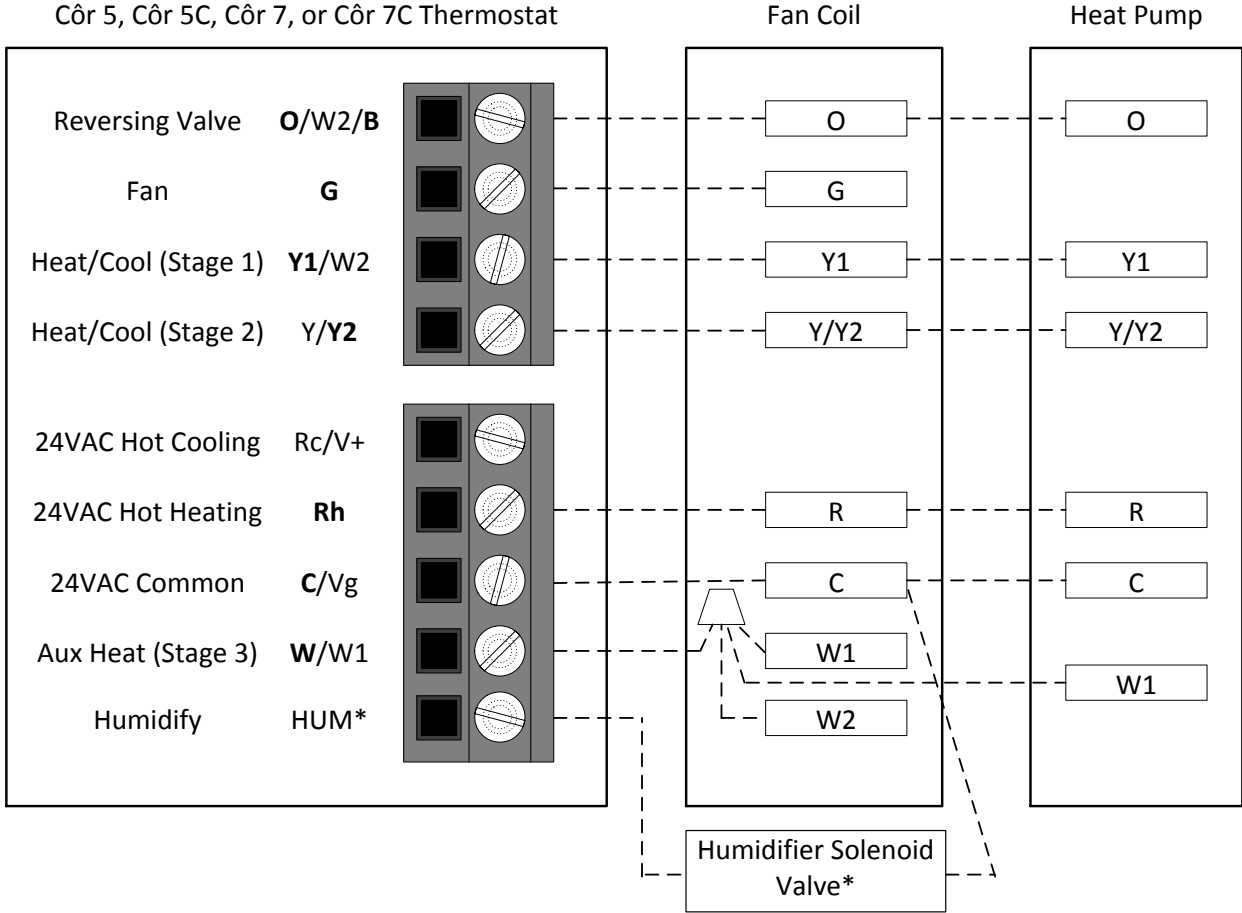 Côr 5, Côr 5C, Côr 7, or Côr 7C Thermostat
Fan Coil
Heat Pump
Reversing Valve O/W2/B
O
O
Fan G
G
Heat/Cool (Stage 1) Y1/W2
Y1
Y1
Heat/Cool (Stage 2) Y/Y2
Y/Y2
Y/Y2
24VAC Hot Cooling Rc/V+
24VAC Hot Heating Rh
R
R
24VAC Common C/Vg
C
C
Aux Heat (Stage 3) W/W1
W1
W1
Humidify HUM*
W2
Humidifier Solenoid
Valve*